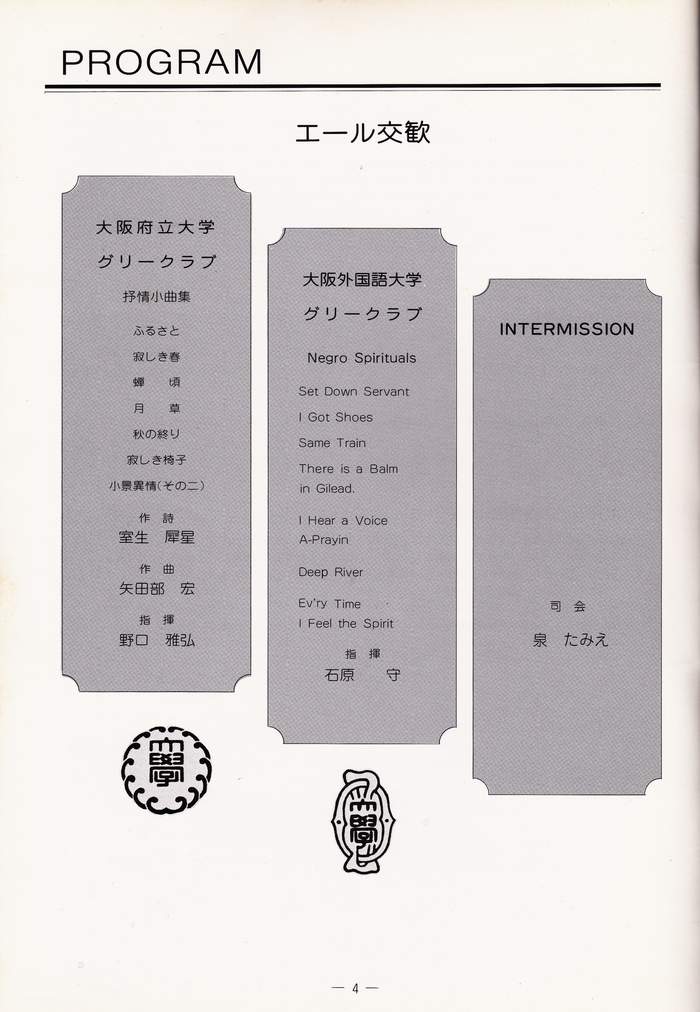 PROGRAM
エール交歓
大阪府立大学
グリークラブ
抒情小曲集
ふるさと
寂しき春
蟬　頃
月　草
秋の終り
寂しき椅子
小景異情(その二)
作　詩
室生　犀星
作　曲
矢田部　宏
指　揮
野口　雅弘
大學
大阪外国語大学
グリークラブ
Negro Spirituals
Set Down Servant
I Got Shoes
Same Train
There is a Balm
in Gilead.
I Hear a Voice
A-Prayin
Deep River
Ev'ry Time
I Feel the Spirit
指　揮
石原　守
大學
INTERMISSION
司　会
泉　たみえ
— 4 —